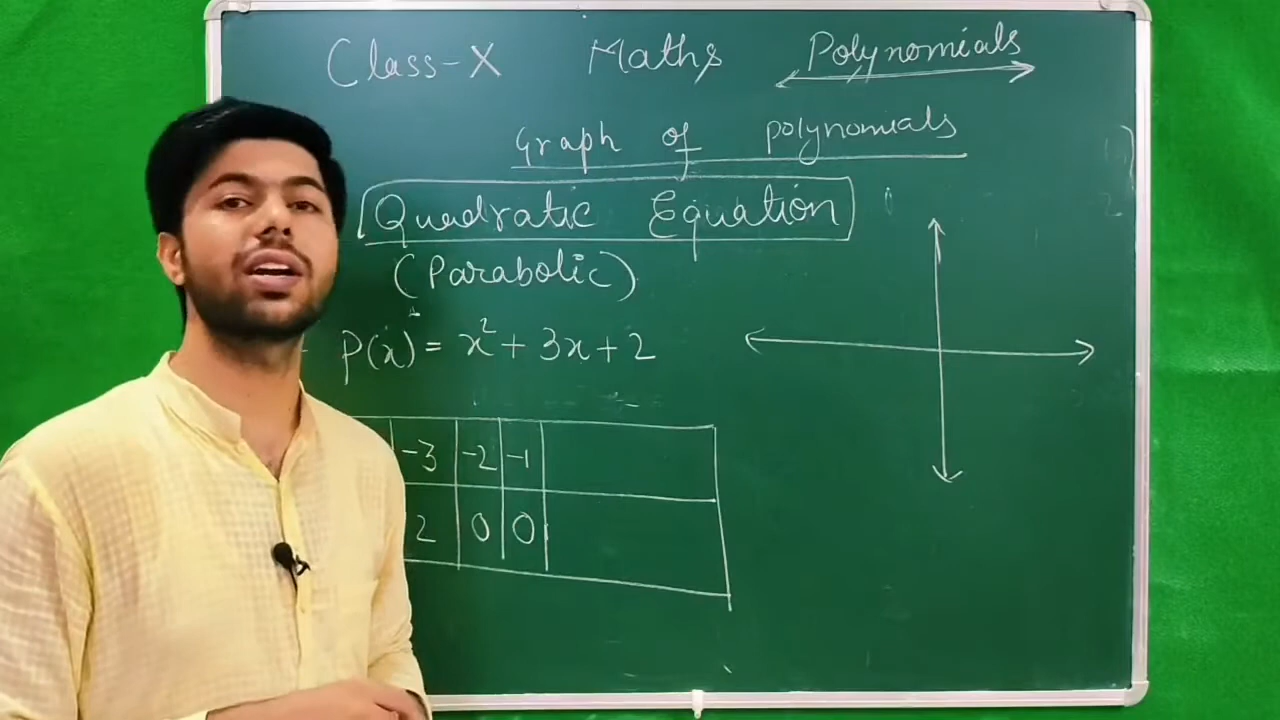 Class-X Maths Polynomials
Graph of polynomials
Quadratic Equation
(Parabolic)
p(x) = x² + 3x + 2
-3 -2 -1
2 0 0